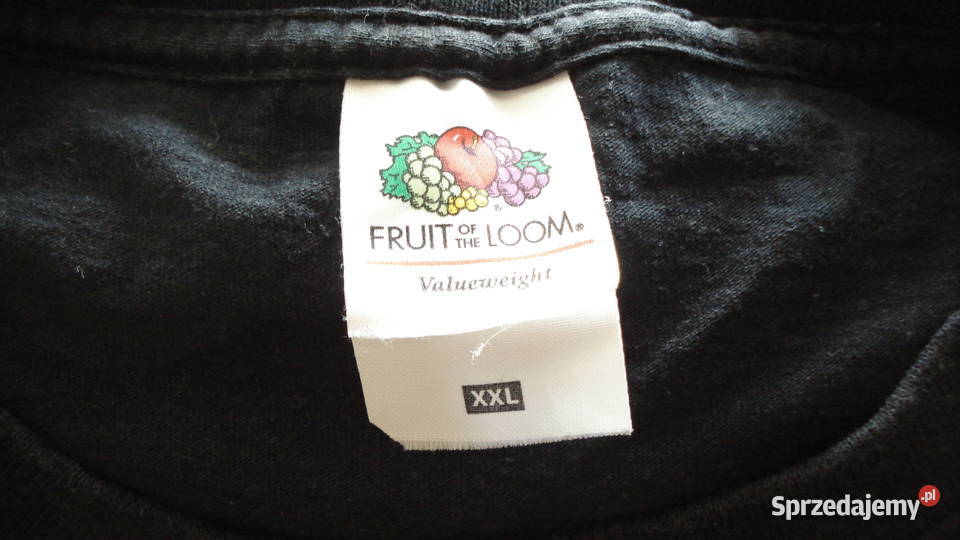 ®
FRUIT OF THE LOOM®
Valueweight
XXL
Sprzedajemy.pl